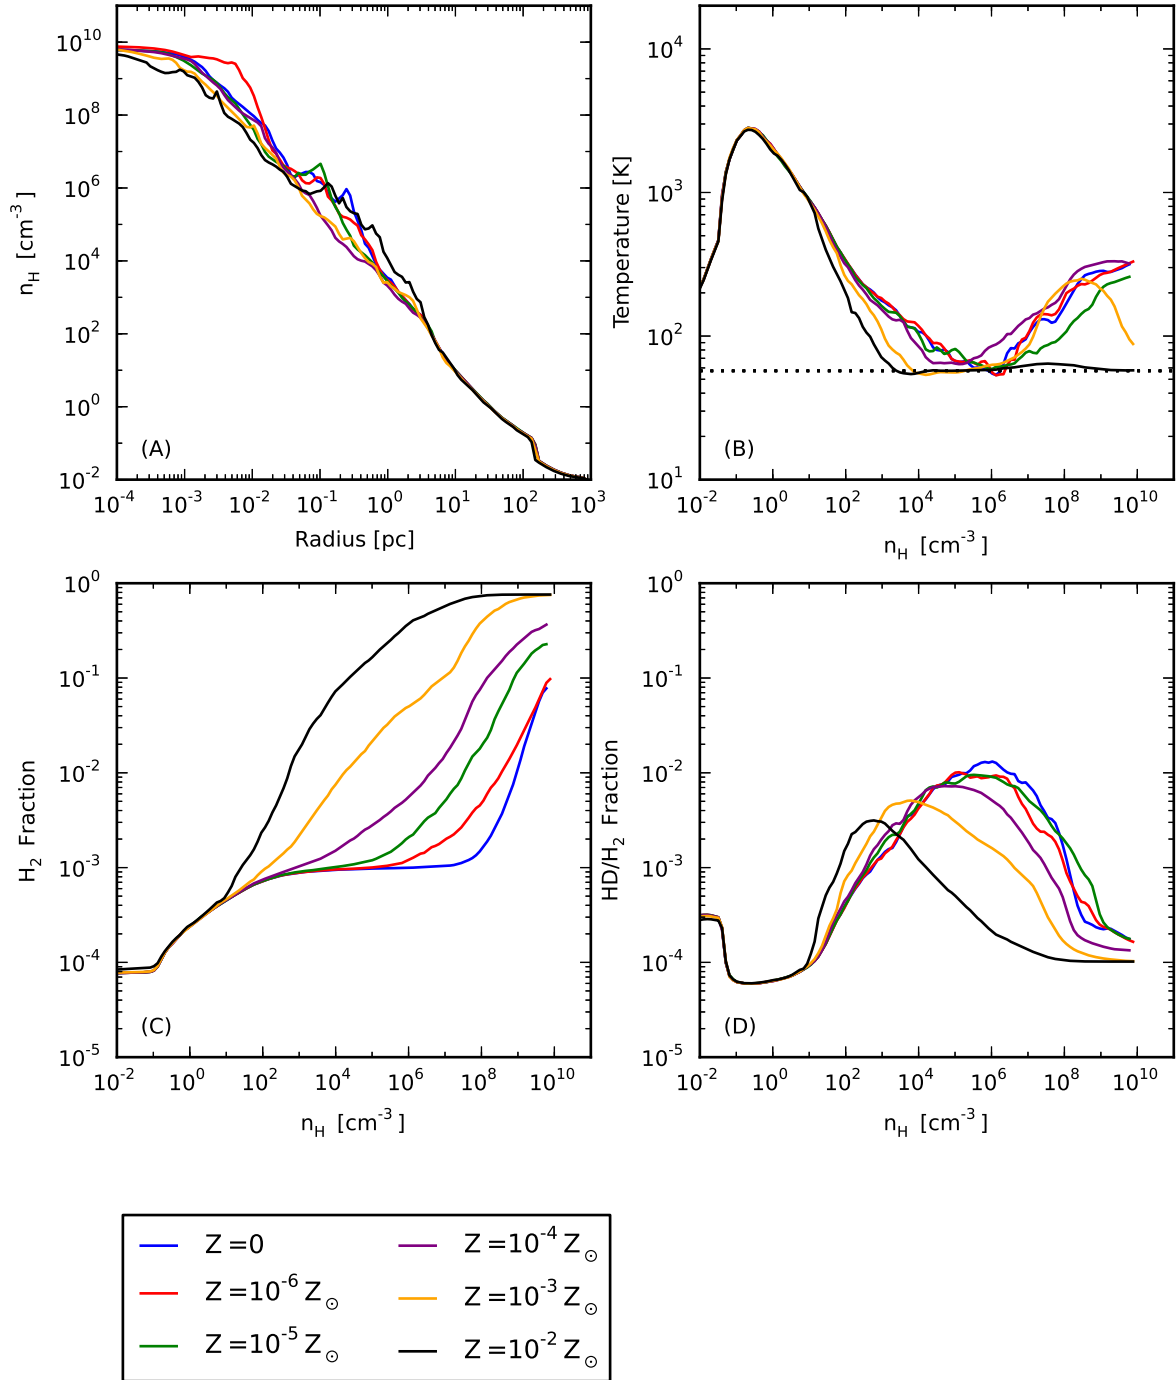 10^10
10^8
10^6
10^4
10^2
10^0
10^-2
n_H [cm^-3]
(A)
10^-4 10^-3 10^-2 10^-1 10^0 10^1 10^2 10^3
Radius [pc]
10^4
10^3
10^2
10^1
Temperature [K]
(B)
10^-2 10^0 10^2 10^4 10^6 10^8 10^10
n_H [cm^-3]
10^0
10^-1
10^-2
10^-3
10^-4
10^-5
H_2 Fraction
(C)
10^-2 10^0 10^2 10^4 10^6 10^8 10^10
n_H [cm^-3]
10^0
10^-1
10^-2
10^-3
10^-4
10^-5
HD/H_2 Fraction
(D)
10^-2 10^0 10^2 10^4 10^6 10^8 10^10
n_H [cm^-3]
Z=0
Z=10^-6 Z_⊙
Z=10^-5 Z_⊙
Z=10^-4 Z_⊙
Z=10^-3 Z_⊙
Z=10^-2 Z_⊙